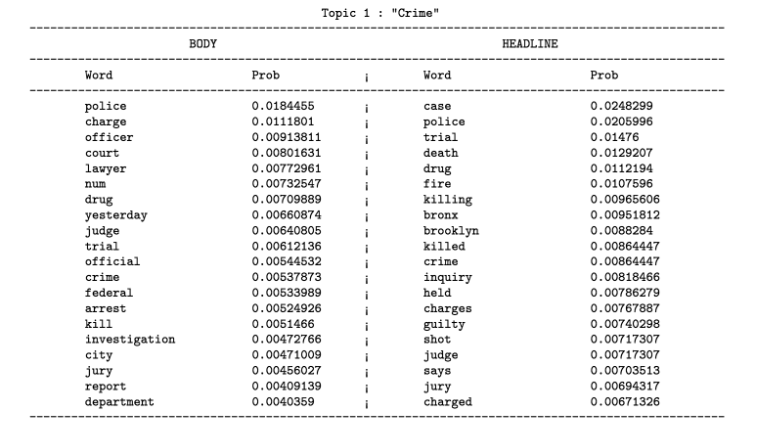 Topic 1 : "Crime"
BODY HEADLINE
Word Prob ¡ Word Prob
police 0.0184455 ¡ case 0.0248299
charge 0.0111801 ¡ police 0.0205996
officer 0.00913811 ¡ trial 0.01476
court 0.00801631 ¡ death 0.0129207
lawyer 0.00772961 ¡ drug 0.0112194
num 0.00732547 ¡ fire 0.0107596
drug 0.00709889 ¡ killing 0.00965606
yesterday 0.00660874 ¡ bronx 0.00951812
judge 0.00640805 ¡ brooklyn 0.0088284
trial 0.00612136 ¡ killed 0.00864447
official 0.00544532 ¡ crime 0.00864447
crime 0.00537873 ¡ inquiry 0.00818466
federal 0.00533989 ¡ held 0.00786279
arrest 0.00524926 ¡ charges 0.00767887
kill 0.0051466 ¡ guilty 0.00740298
investigation 0.00472766 ¡ shot 0.00717307
city 0.00471009 ¡ judge 0.00717307
jury 0.00456027 ¡ says 0.00703513
report 0.00409139 ¡ jury 0.00694317
department 0.0040359 ¡ charged 0.00671326